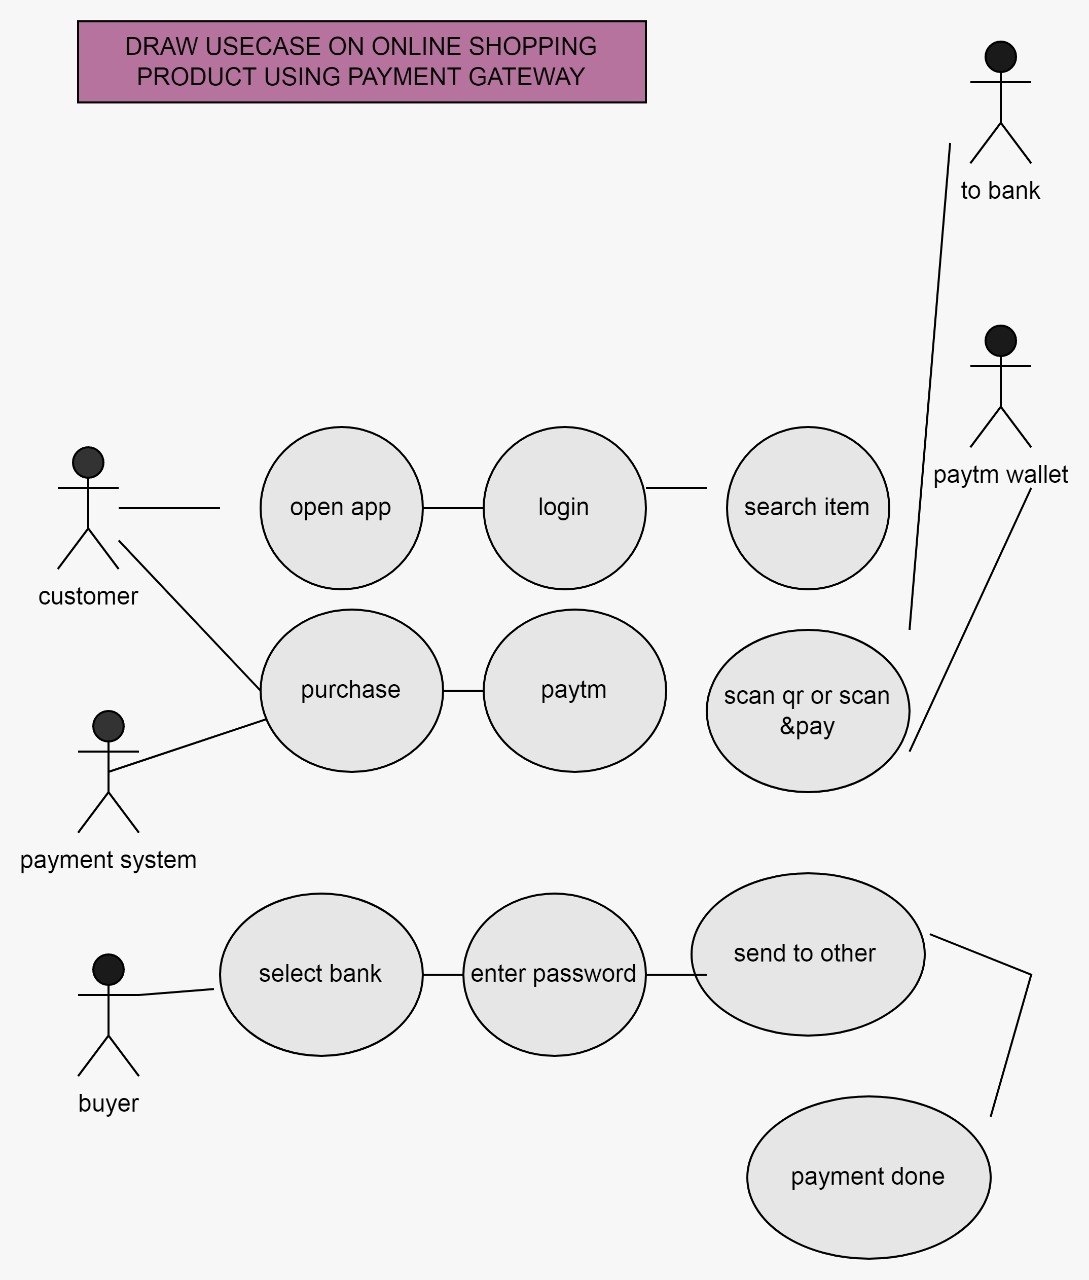 DRAW USECASE ON ONLINE SHOPPING
PRODUCT USING PAYMENT GATEWAY
to bank
paytm wallet
open app
login
search item
customer
purchase
paytm
scan qr or scan
&pay
payment system
select bank
enter password
send to other
buyer
payment done